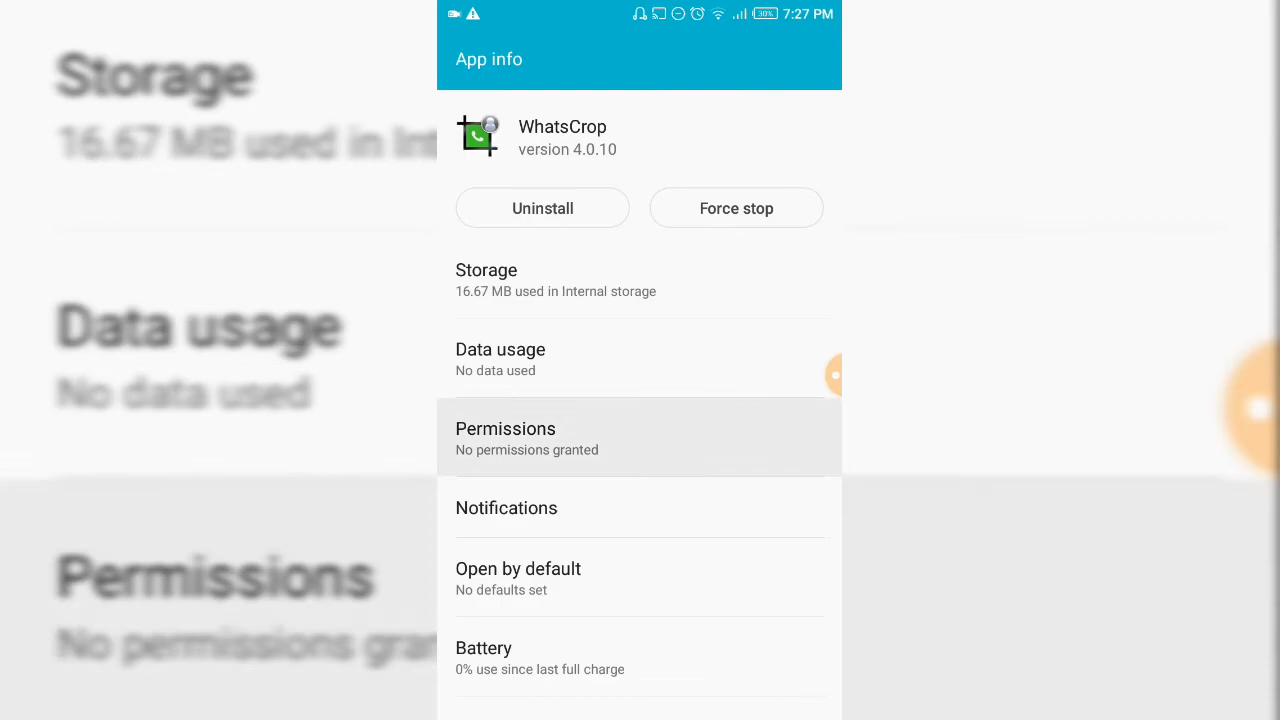 30%
7:27 PM
App info
WhatsCrop
version 4.0.10
Uninstall
Force stop
Storage
16.67 MB used in Internal storage
Data usage
No data used
Permissions
No permissions granted
Notifications
Open by default
No defaults set
Battery
0% use since last full charge
Storage
16.67 MB used in Int
Data usage
No data used
Permissions
No permissions gran